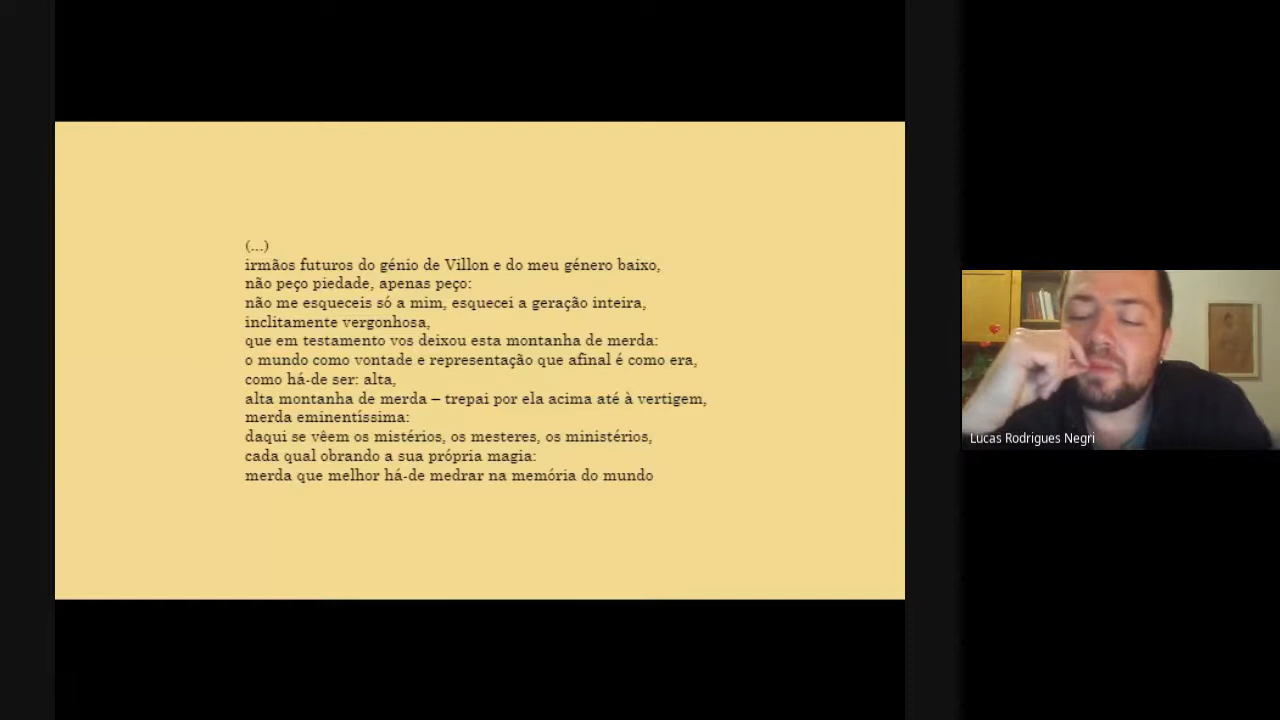 (...)
irmãos futuros do génio de Villon e do meu género baixo,
não peço piedade, apenas peço:
não me esqueceis só a mim, esquecei a geração inteira,
inclitamente vergonhosa,
que em testamento vos deixou esta montanha de merda:
o mundo como vontade e representação que afinal é como era,
como há-de ser: alta,
alta montanha de merda – trepai por ela acima até à vertigem,
merda eminentíssima:
daqui se vêem os mistérios, os mesteres, os ministérios,
cada qual obrando a sua própria magia:
merda que melhor há-de medrar na memória do mundo
Lucas Rodrigues Negri